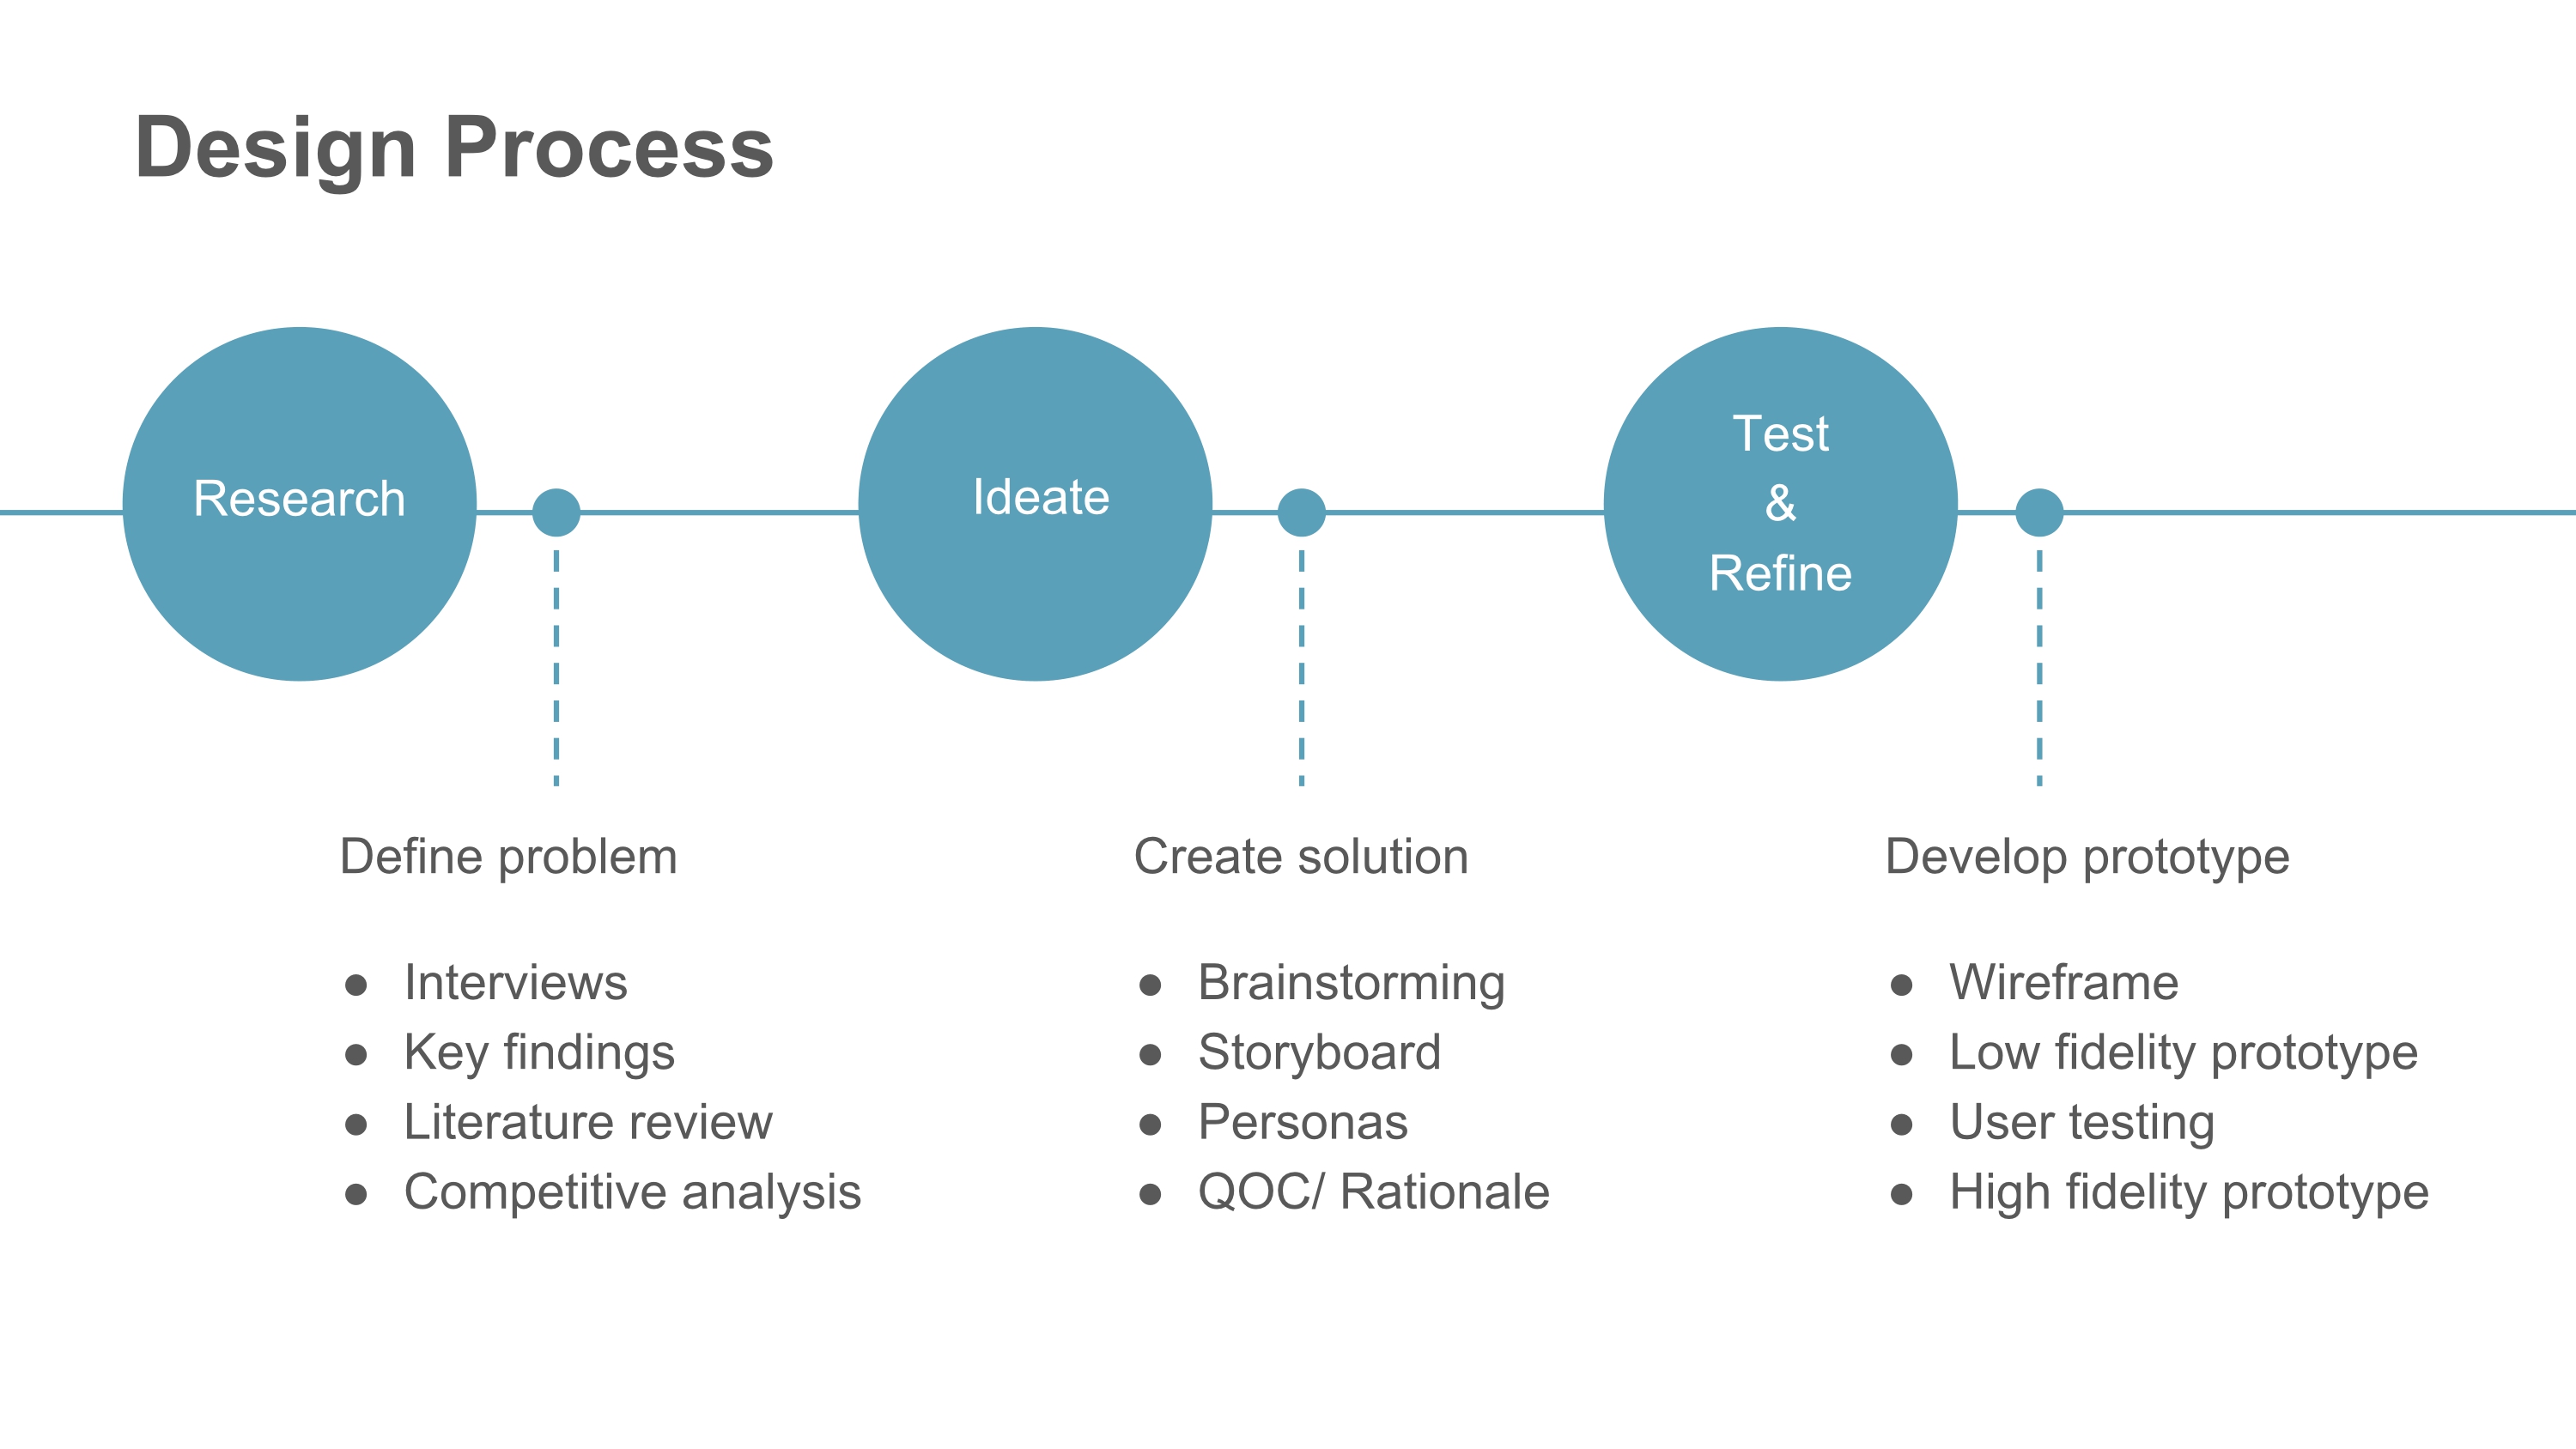 Design Process
Research
Ideate
Test
&
Refine
Define problem
● Interviews
● Key findings
● Literature review
● Competitive analysis
Create solution
● Brainstorming
● Storyboard
● Personas
● QOC/ Rationale
Develop prototype
● Wireframe
● Low fidelity prototype
● User testing
● High fidelity prototype